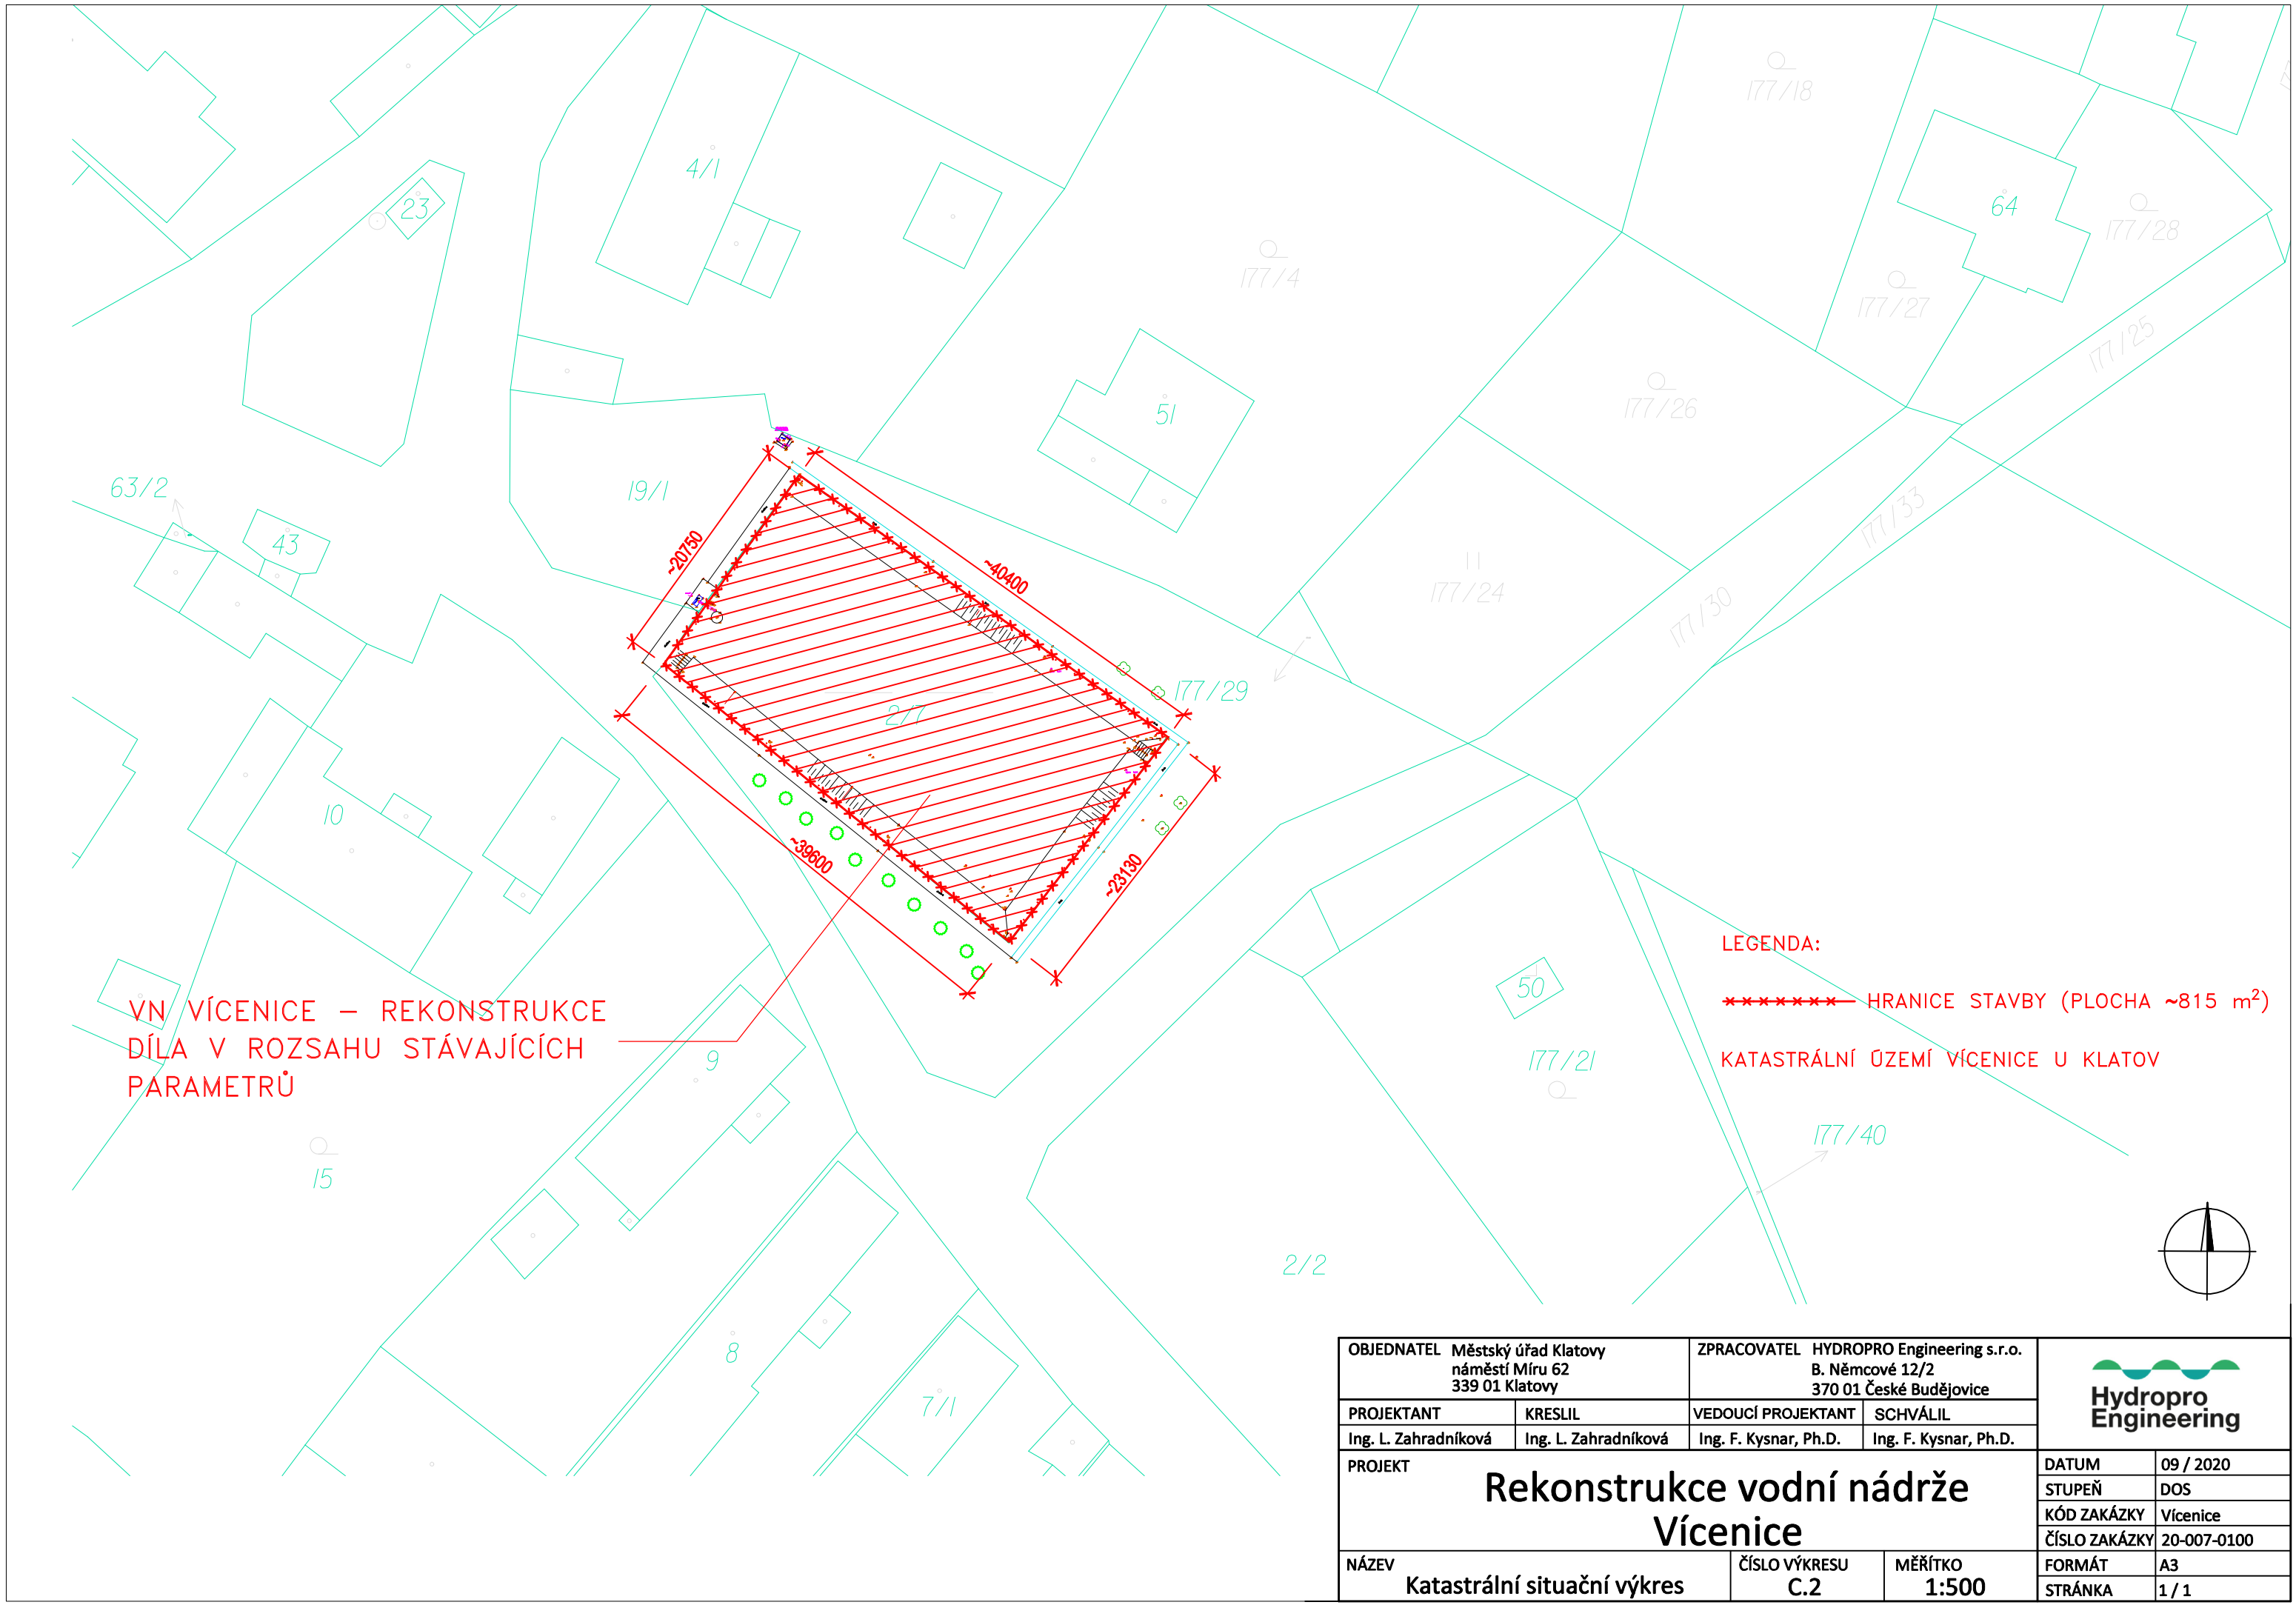 177/18
4/1
23
64
177/28
177/4
177/27
177/25
177/26
51
63/2
19/1
43
177/33
~20750
~40400
177/24
177/30
177/29
2/7
10
~39600
~23130
LEGENDA:
50
HRANICE STAVBY (PLOCHA ~815 m²)
VN VÍCENICE – REKONSTRUKCE
DÍLA V ROZSAHU STÁVAJÍCÍCH
PARAMETRŮ
9
177/21
KATASTRÁLNÍ ÚZEMÍ VÍCENICE U KLATOV
177/40
15
2/2
8
7/1
OBJEDNATEL Městský úřad Klatovy
náměstí Míru 62
339 01 Klatovy
ZPRACOVATEL HYDROPRO Engineering s.r.o.
B. Němcové 12/2
370 01 České Budějovice
Hydropro
Engineering
PROJEKTANT KRESLIL VEDOUCÍ PROJEKTANT SCHVÁLIL
Ing. L. Zahradníková Ing. L. Zahradníková Ing. F. Kysnar, Ph.D. Ing. F. Kysnar, Ph.D.
PROJEKT
Rekonstrukce vodní nádrže
Vícenice
DATUM 09 / 2020
STUPEŇ DOS
KÓD ZAKÁZKY Vícenice
ČÍSLO ZAKÁZKY 20-007-0100
FORMÁT A3
STRÁNKA 1 / 1
NÁZEV
Katastrální situační výkres
ČÍSLO VÝKRESU
C.2
MĚŘÍTKO
1:500